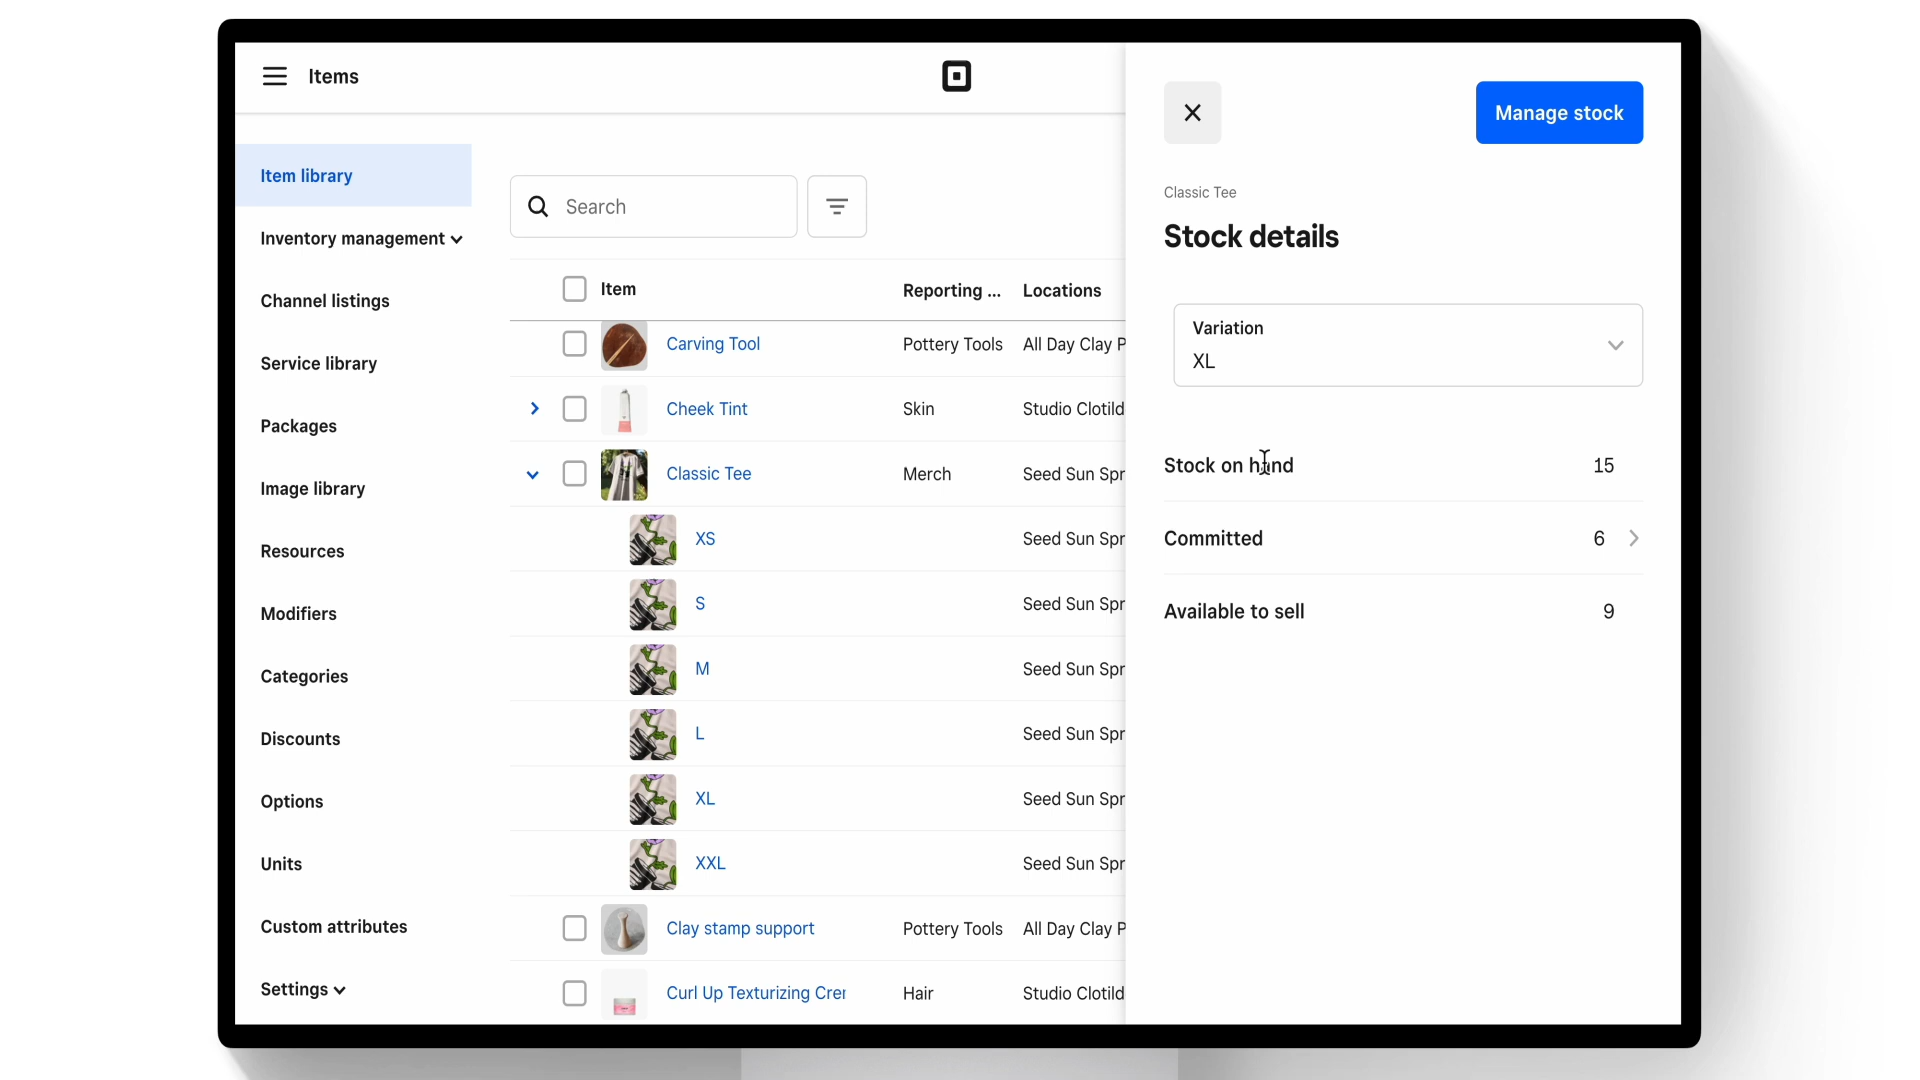 Items
Item library
Inventory management
Channel listings
Service library
Packages
Image library
Resources
Modifiers
Categories
Discounts
Options
Units
Custom attributes
Settings
Search
Item Reporting ... Locations
Carving Tool Pottery Tools All Day Clay P
Cheek Tint Skin Studio Clotild
Classic Tee Merch Seed Sun Spr
XS Seed Sun Spr
S Seed Sun Spr
M Seed Sun Spr
L Seed Sun Spr
XL Seed Sun Spr
XXL Seed Sun Spr
Clay stamp support Pottery Tools All Day Clay P
Curl Up Texturizing Crer Hair Studio Clotild
Manage stock
Classic Tee
Stock details
Variation
XL
Stock on hand 15
Committed 6
Available to sell 9